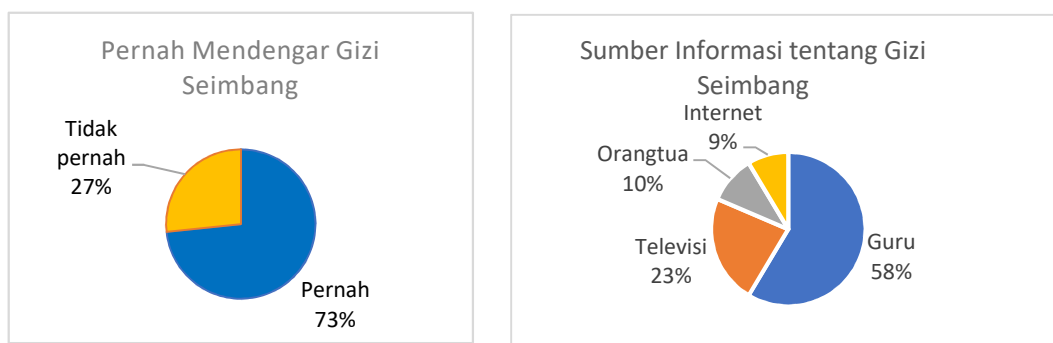 Pernah Mendengar Gizi
Seimbang
Tidak
pernah
27%
Pernah
73%
Sumber Informasi tentang Gizi
Seimbang
Internet
9%
Orangtua
10%
Televisi
23%
Guru
58%